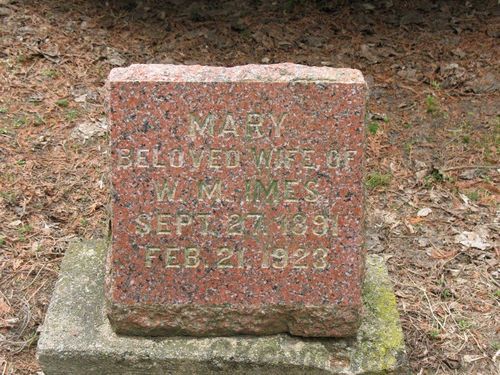 MARY
BELOVED WIFE OF
W. M. IMES
SEPT. 27, 1891
FEB. 21, 1923